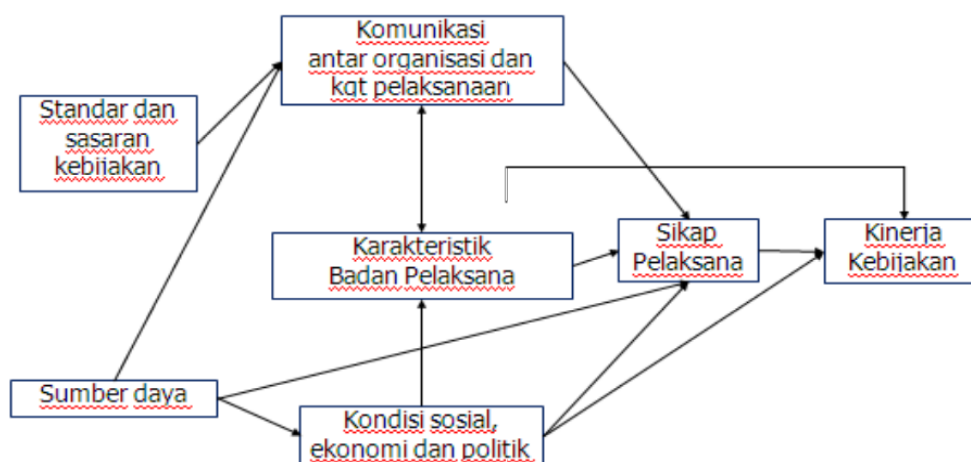 Komunikasi
antar organisasi dan
kgt pelaksanaan
Standar dan
sasaran
kebijakan
Karakteristik
Badan Pelaksana
Sikap
Pelaksana
Kinerja
Kebijakan
Sumber daya
Kondisi sosial,
ekonomi dan politik